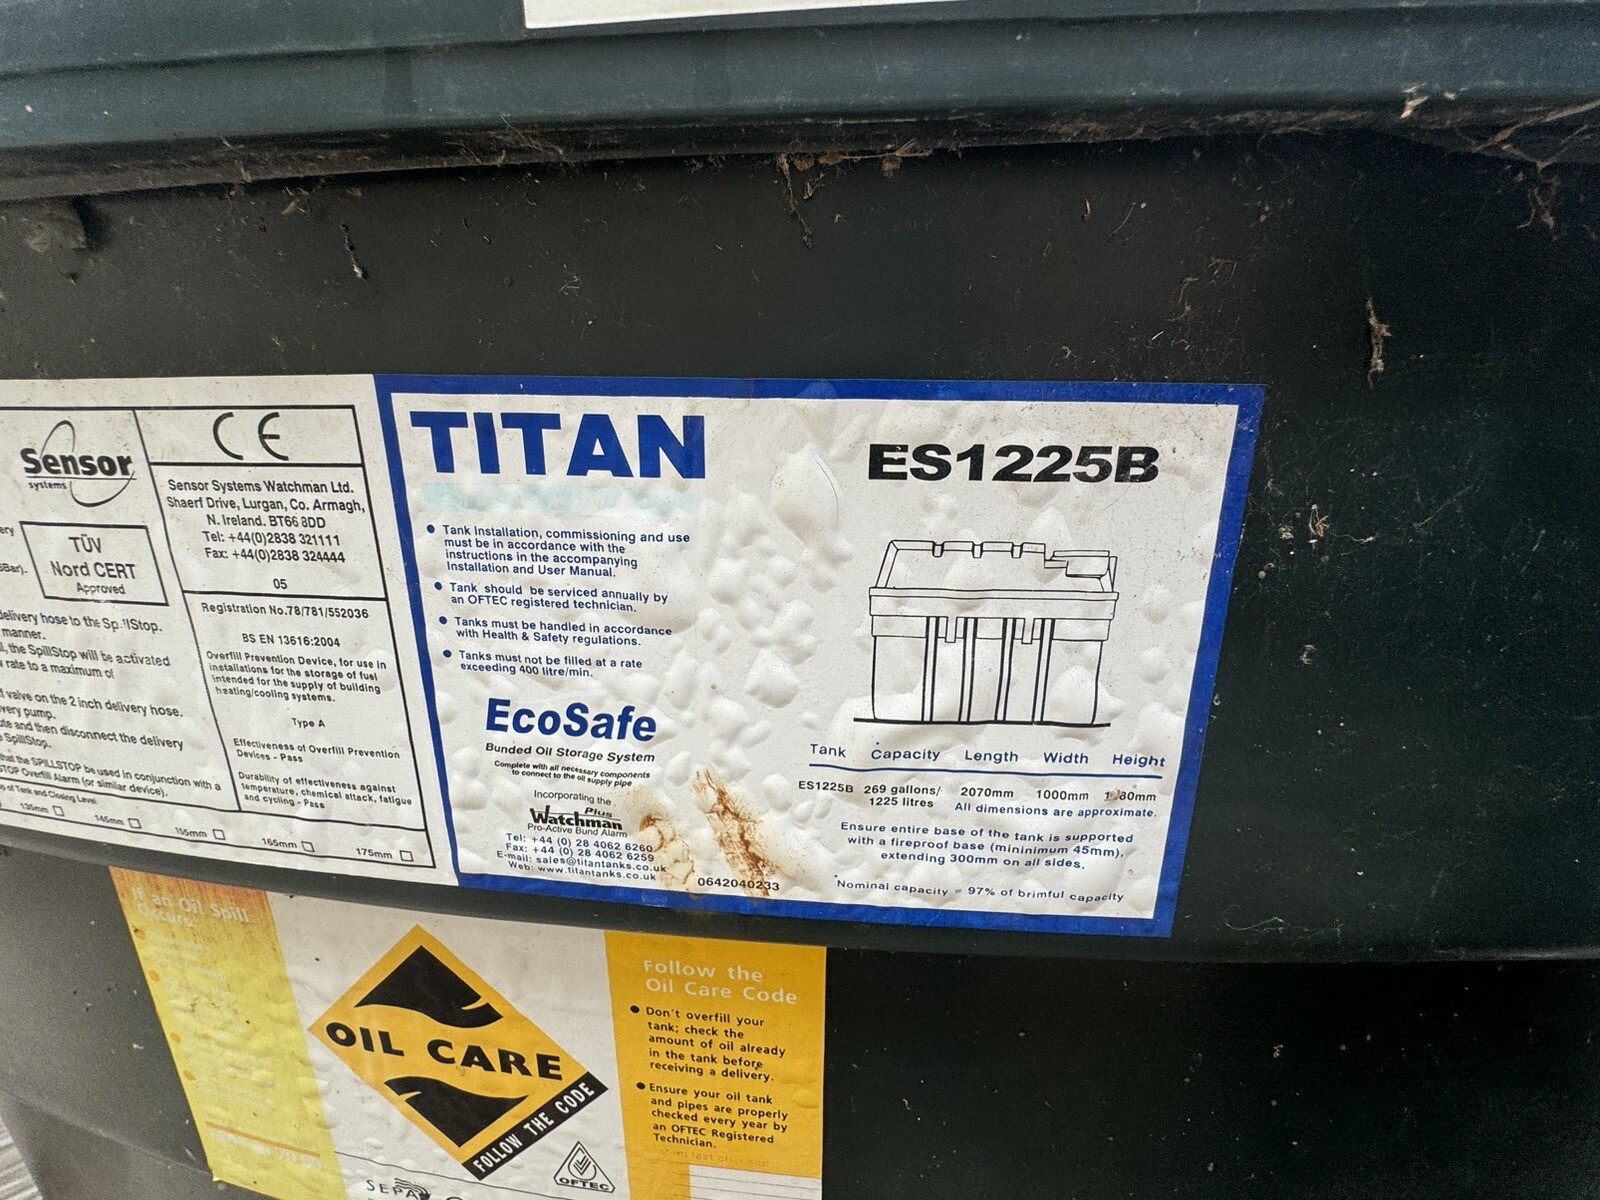 Sensor
systems
TÜV
Nord CERT
Approved
delivery hose to the SpillStop.
manner.
the SpillStop will be activated
rate to a maximum of
valve on the 2 inch delivery hose.
pump.
and then disconnect the delivery
SpillStop.
that the SPILLSTOP be used in conjunction with a
Overfill Alarm (or similar device).
of Tank and Closing Level
135mm
145mm
155mm
165mm
175mm
CE
Sensor Systems Watchman Ltd.
Shaerf Drive, Lurgan, Co. Armagh,
N. Ireland. BT66 8DD
Tel: +44(0)2838 321111
Fax: +44(0)2838 324444
05
Registration No.78/781/552036
BS EN 13616:2004
Overfill Prevention Device, for use in
installations for the storage of fuel
intended for the supply of building
heating/cooling systems.
Type A
Effectiveness of Overfill Prevention
Devices - Pass
Durability of effectiveness against
temperature, chemical attack, fatigue
and cycling - Pass
TITAN
• Tank Installation, commissioning and use
must be in accordance with the
instructions in the accompanying
Installation and User Manual.
• Tank should be serviced annually by
an OFTEC registered technician.
• Tanks must be handled in accordance
with Health & Safety regulations.
• Tanks must not be filled at a rate
exceeding 400 litre/min.
EcoSafe
Bunded Oil Storage System
Complete with all necessary components
to connect to the oil supply pipe
Incorporating the
Watchman Plus
Pro-Active Bund Alarm
Tel: +44 (0) 28 4062 6260
Fax: +44 (0) 28 4062 6259
E-mail: sales@titantanks.co.uk
Web: www.titantanks.co.uk
0642040233
ES1225B
Tank Capacity Length Width Height
ES1225B 269 gallons/ 2070mm 1000mm
1225 litres All dimensions are approximate.
Ensure entire base of the tank is supported
with a fireproof base (mininimum 45mm),
extending 300mm on all sides.
*Nominal capacity = 97% of brimful capacity
If an Oil Spill
Occurs:
OIL CARE
FOLLOW THE CODE
SEPA
OFTEC
Follow the
Oil Care Code
• Don't overfill your
tank; check the
amount of oil already
in the tank before
receiving a delivery.
• Ensure your oil tank
and pipes are properly
checked every year by
an OFTEC Registered
Technician.
last checked